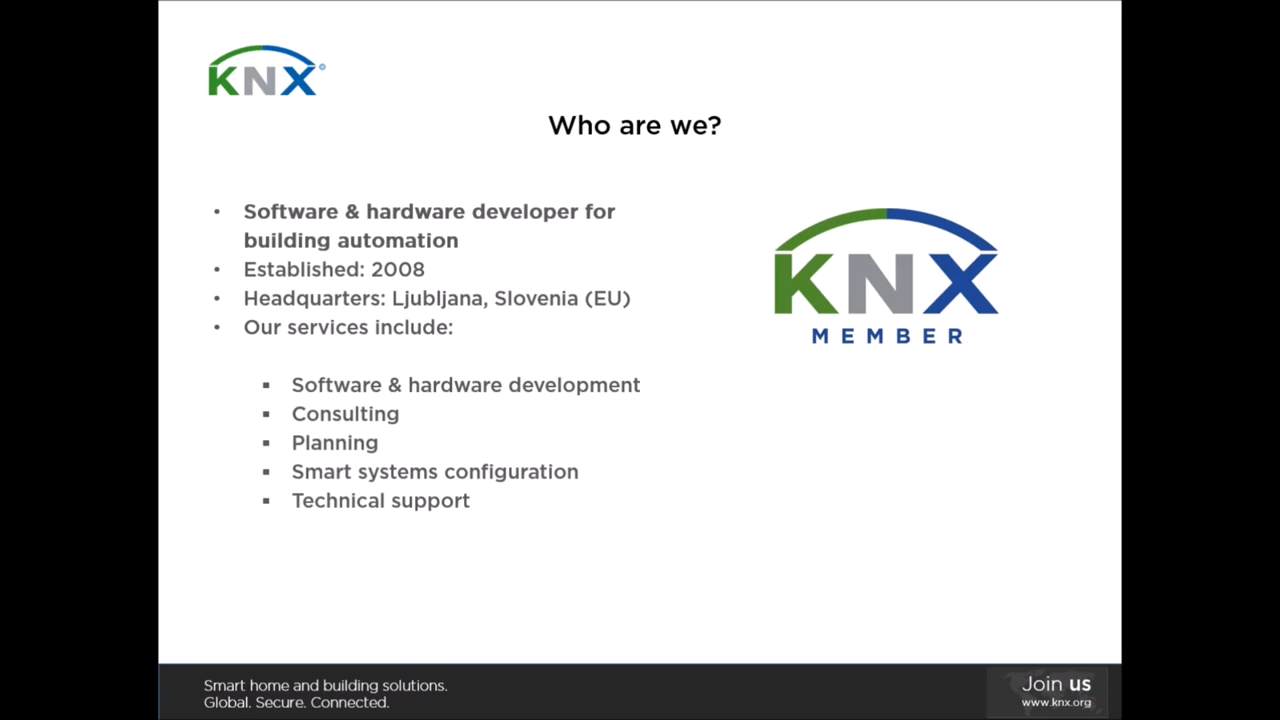 KNX
Who are we?
• Software & hardware developer for
building automation
• Established: 2008
• Headquarters: Ljubljana, Slovenia (EU)
• Our services include:
▪ Software & hardware development
▪ Consulting
▪ Planning
▪ Smart systems configuration
▪ Technical support
KNX
MEMBER
Smart home and building solutions.
Global. Secure. Connected.
Join us
www.knx.org